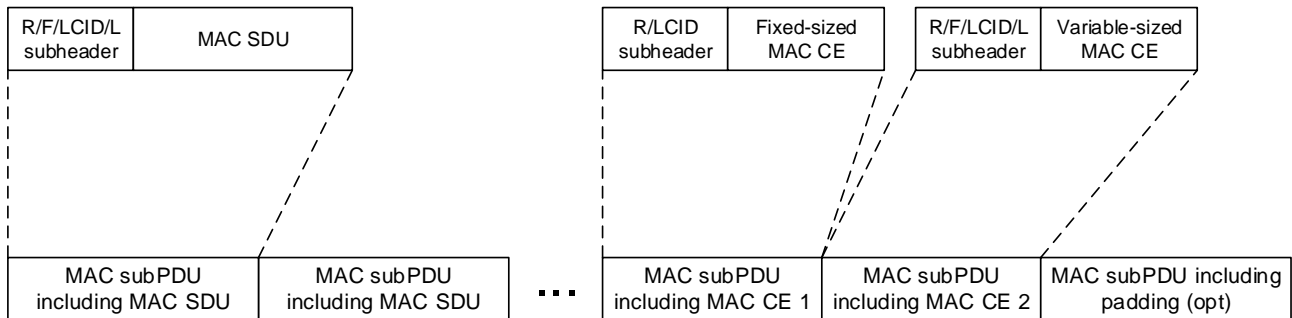 R/F/LCID/L
subheader
MAC SDU
R/LCID
subheader
Fixed-sized
MAC CE
R/F/LCID/L
subheader
Variable-sized
MAC CE
MAC subPDU
including MAC SDU
MAC subPDU
including MAC SDU
...
MAC subPDU
including MAC CE 1
MAC subPDU
including MAC CE 2
MAC subPDU including
padding (opt)